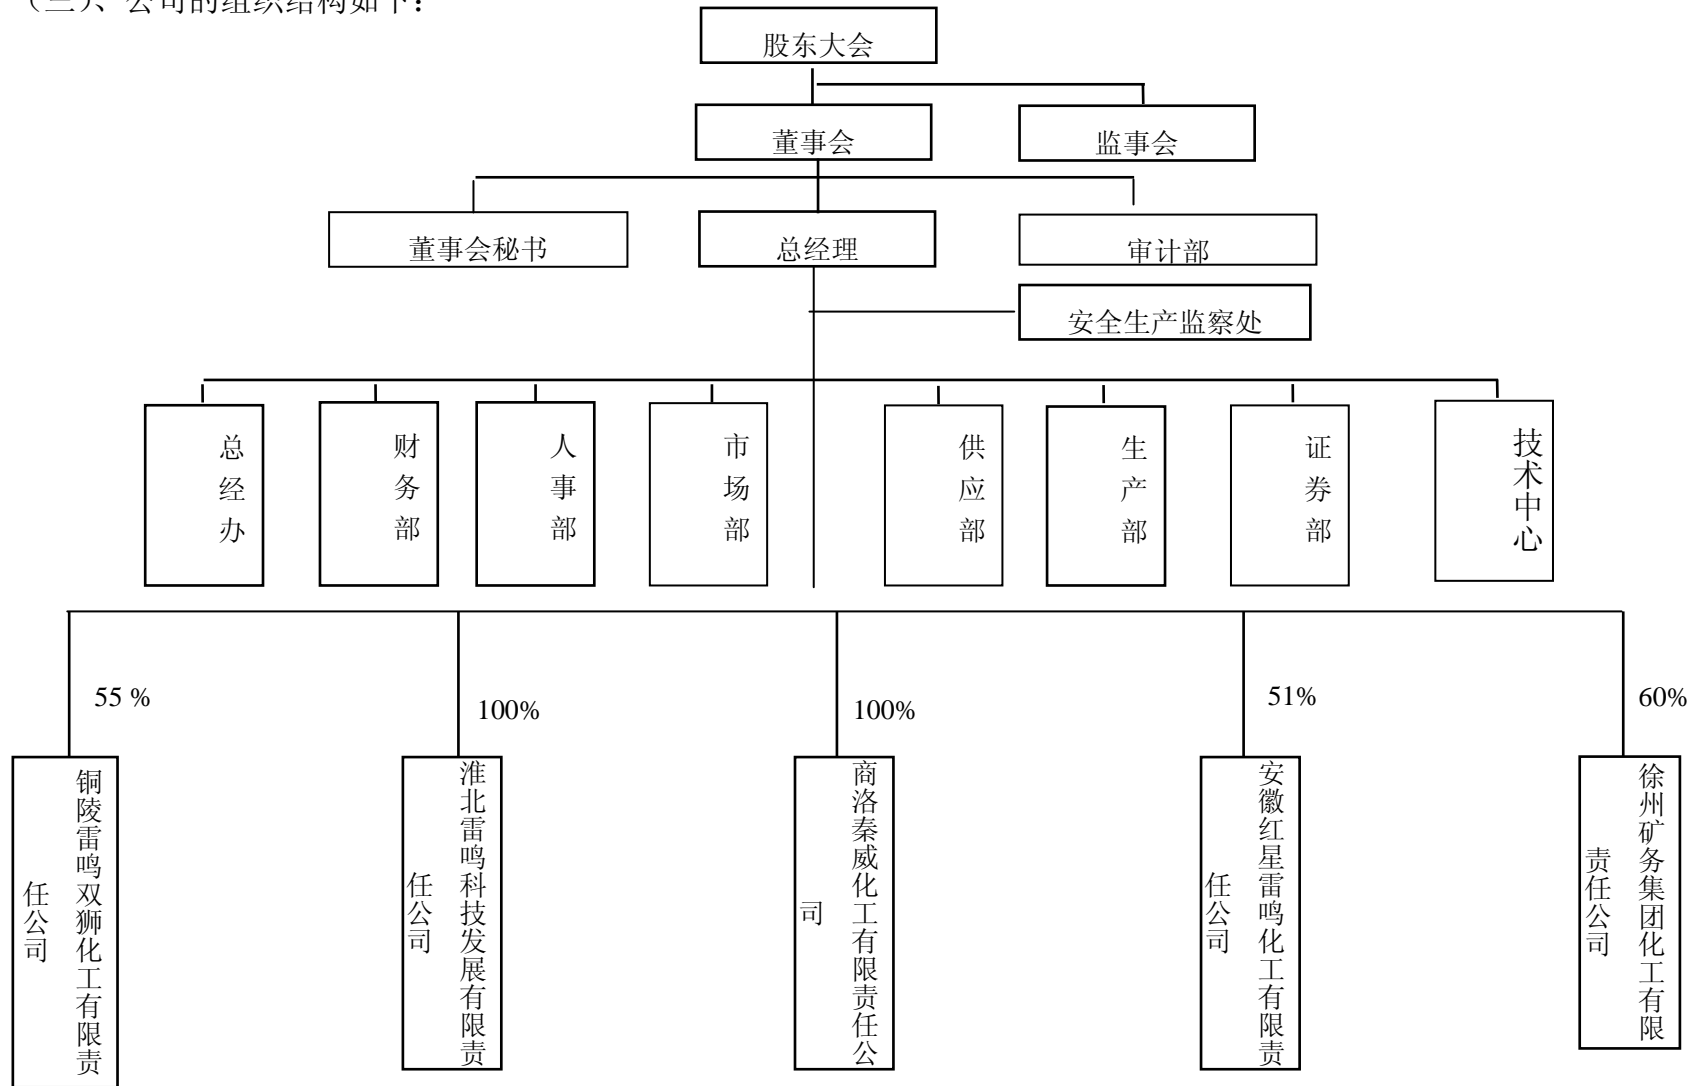 （三）、公司的组织结构如下：
股东大会
董事会
监事会
董事会秘书
总经理
审计部
安全生产监察处
总经办
财务部
人事部
市场部
供应部
生产部
证券部
技术中心
55 %
100%
100%
51%
60%
铜陵雷鸣双狮化工有限责
任公司
淮北雷鸣科技发展有限责
任公司
商洛秦威化工有限责任公
司
安徽红星雷鸣化工有限责
任公司
徐州矿务集团化工有限
责任公司